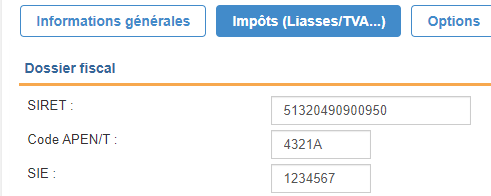 Informations générales Impôts (Liasses/TVA...) Options
Dossier fiscal
SIRET : 51320490900950
Code APEN/T : 4321A
SIE : 1234567